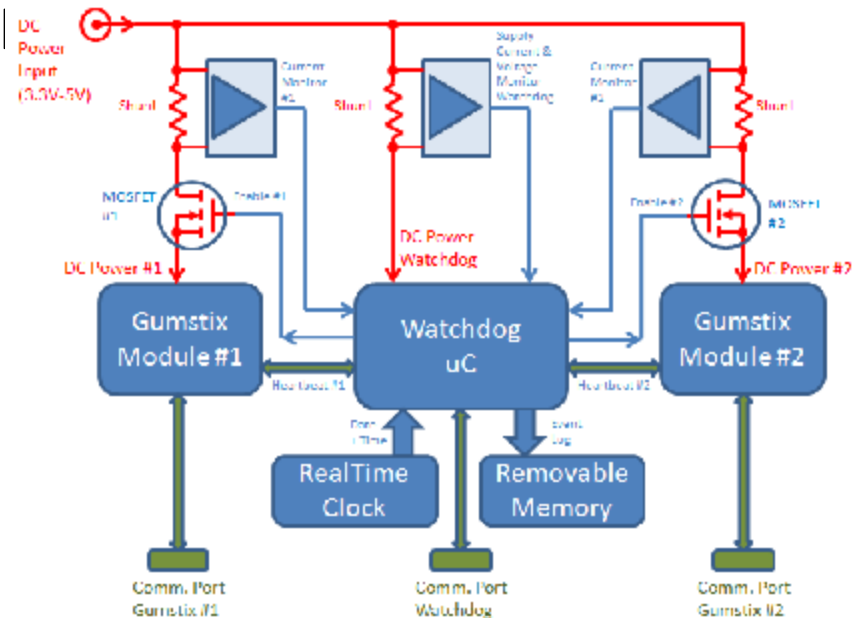 DC
Power
Input
(3.3V-5V)
Shunt
Current
Monitor
#1
Shunt
Supply
Current &
Voltage
Monitor
Watchdog
Current
Monitor
Shunt
MOSFET
#1
Enable #1
DC Power
Watchdog
Enable #2
MOSFET
#2
DC Power #1
DC Power #2
Gumstix
Module #1
Watchdog
uC
Gumstix
Module #2
Heartbeat #1
Heartbeat #2
Time
Event
Log
RealTime
Clock
Removable
Memory
Comm. Port
Gumstix #1
Comm. Port
Watchdog
Comm. Port
Gumstix #2